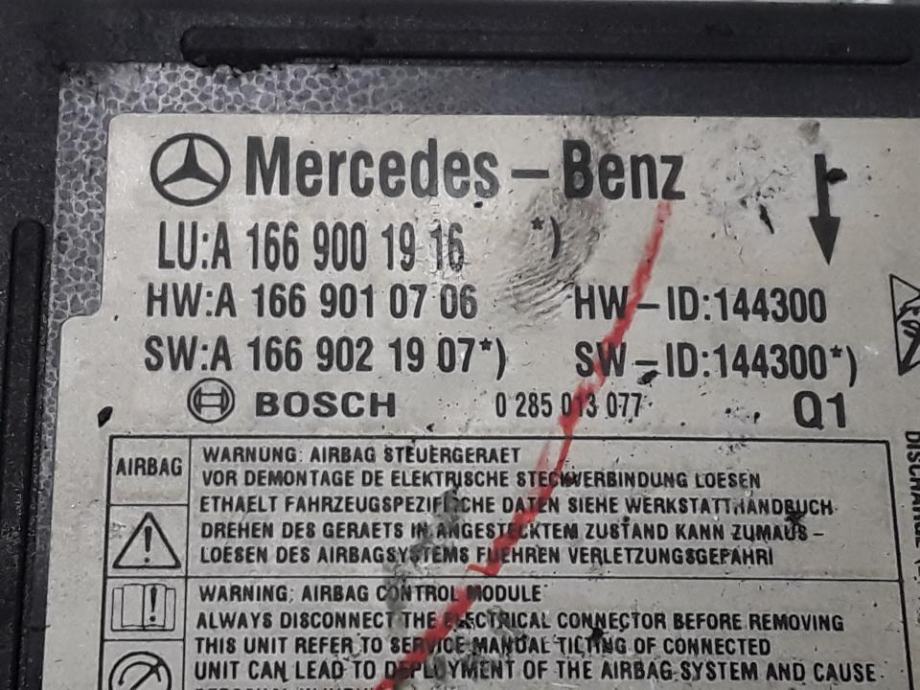 Mercedes-Benz
LU:A 166 900 19 16 *)
HW:A 166 901 07 06 HW-ID:144300
SW:A 166 902 19 07*) SW-ID:144300*)
BOSCH 0 285 013 077 Q1
AIRBAG
WARNUNG: AIRBAG STEUERGERAET
VOR DEMONTAGE DE ELEKTRISCHE STECKVERBINDUNG LOESEN
ETHAELT FAHRZEUGSPEZIFISCHE DATEN SIEHE WERKSTATTHANDBUCH
DREHEN DES GERAETS IN ANGESTECKTEM ZUSTAND KANN ZUMAUS-
LOESEN DES AIRBAGSYSTEMS FUEHREN VERLETZUNGSGEFAHR!
WARNING: AIRBAG CONTROL MODULE
ALWAYS DISCONNECT THE ELECTRICAL CONNECTOR BEFORE REMOVING
THIS UNIT REFER TO SERVICE MANUAL TILTING OF CONNECTED
UNIT CAN LEAD TO DEPLOYMENT OF THE AIRBAG SYSTEM AND CAUSE